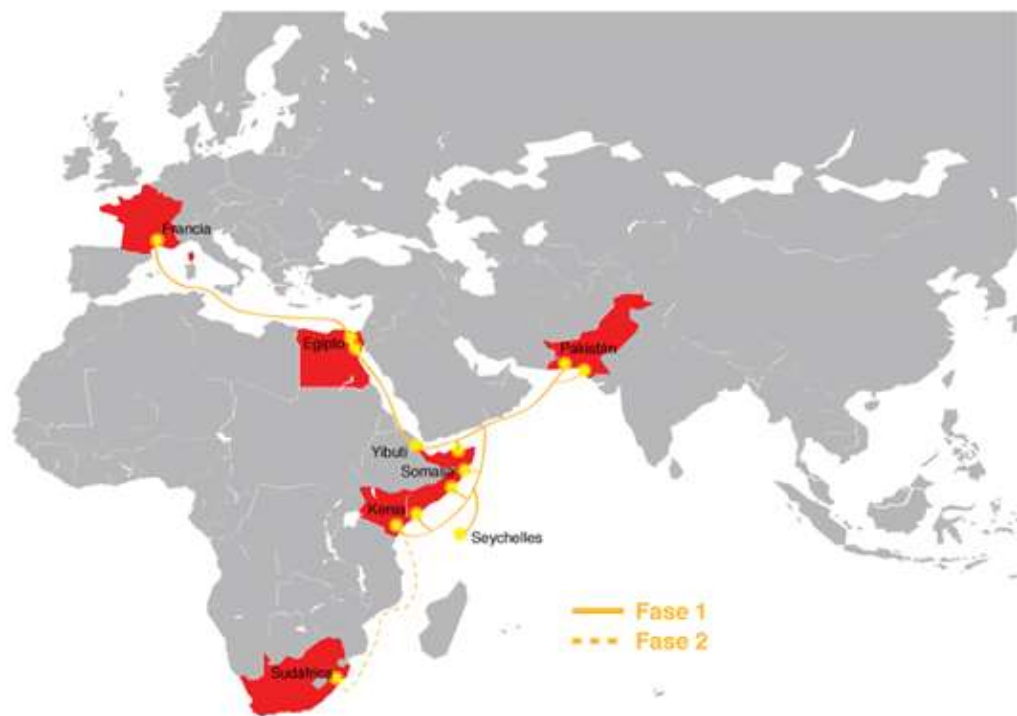 Francia
Egipto
Pakistán
Yibuti
Somalia
Kenia
Seychelles
Fase 1
Fase 2
Sudáfrica